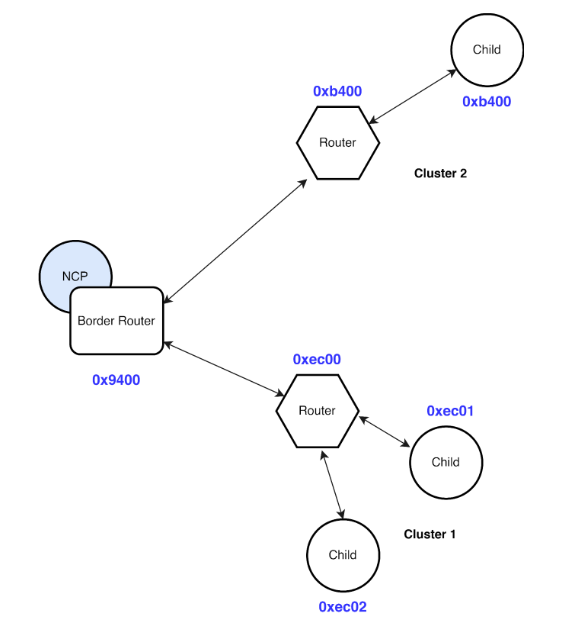 Child
0xb400
0xb400
Router
Cluster 2
NCP
Border Router
0x9400
0xec00
Router
0xec01
Child
Cluster 1
Child
0xec02